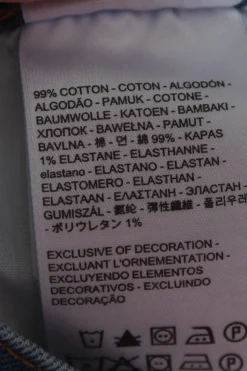 99% COTTON - COTON - ALGODÓN -
ALGODÃO - PAMUK - COTONE -
BAUMWOLLE - KATOEN - BAMBAKI -
ХЛОПОК - BAWEŁNA - PAMUT -
BAVLNA - 棉 - 면 - 綿 99% - KAPAS
1% ELASTANE - ELASTHANNE -
elastano - ELASTANO - ELASTAN -
ELASTOMERO - ELASTHAN -
ELASTAAN - ΕΛΑΣΤΑΝΗ - ЭЛАСТАН -
GUMISZÁL - 氨纶 - 彈性纖維 - 폴리우레
- ポリウレタン 1%
EXCLUSIVE OF DECORATION -
EXCLUANT L'ORNEMENTATION -
EXCLUYENDO ELEMENTOS
DECORATIVOS - EXCLUINDO
DECORAÇÃO